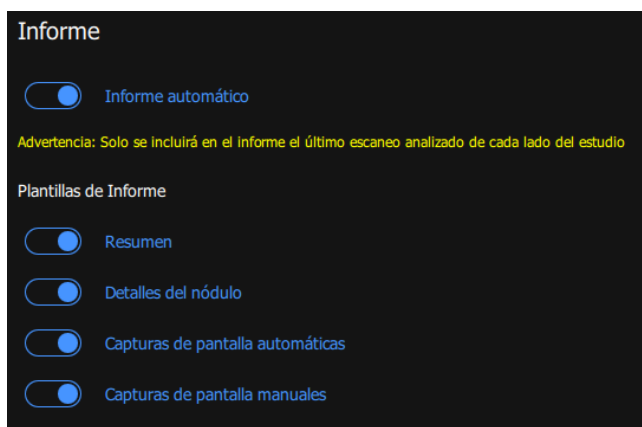 Informe
Informe automático
Advertencia: Solo se incluirá en el informe el último escaneo analizado de cada lado del estudio
Plantillas de Informe
Resumen
Detalles del nódulo
Capturas de pantalla automáticas
Capturas de pantalla manuales